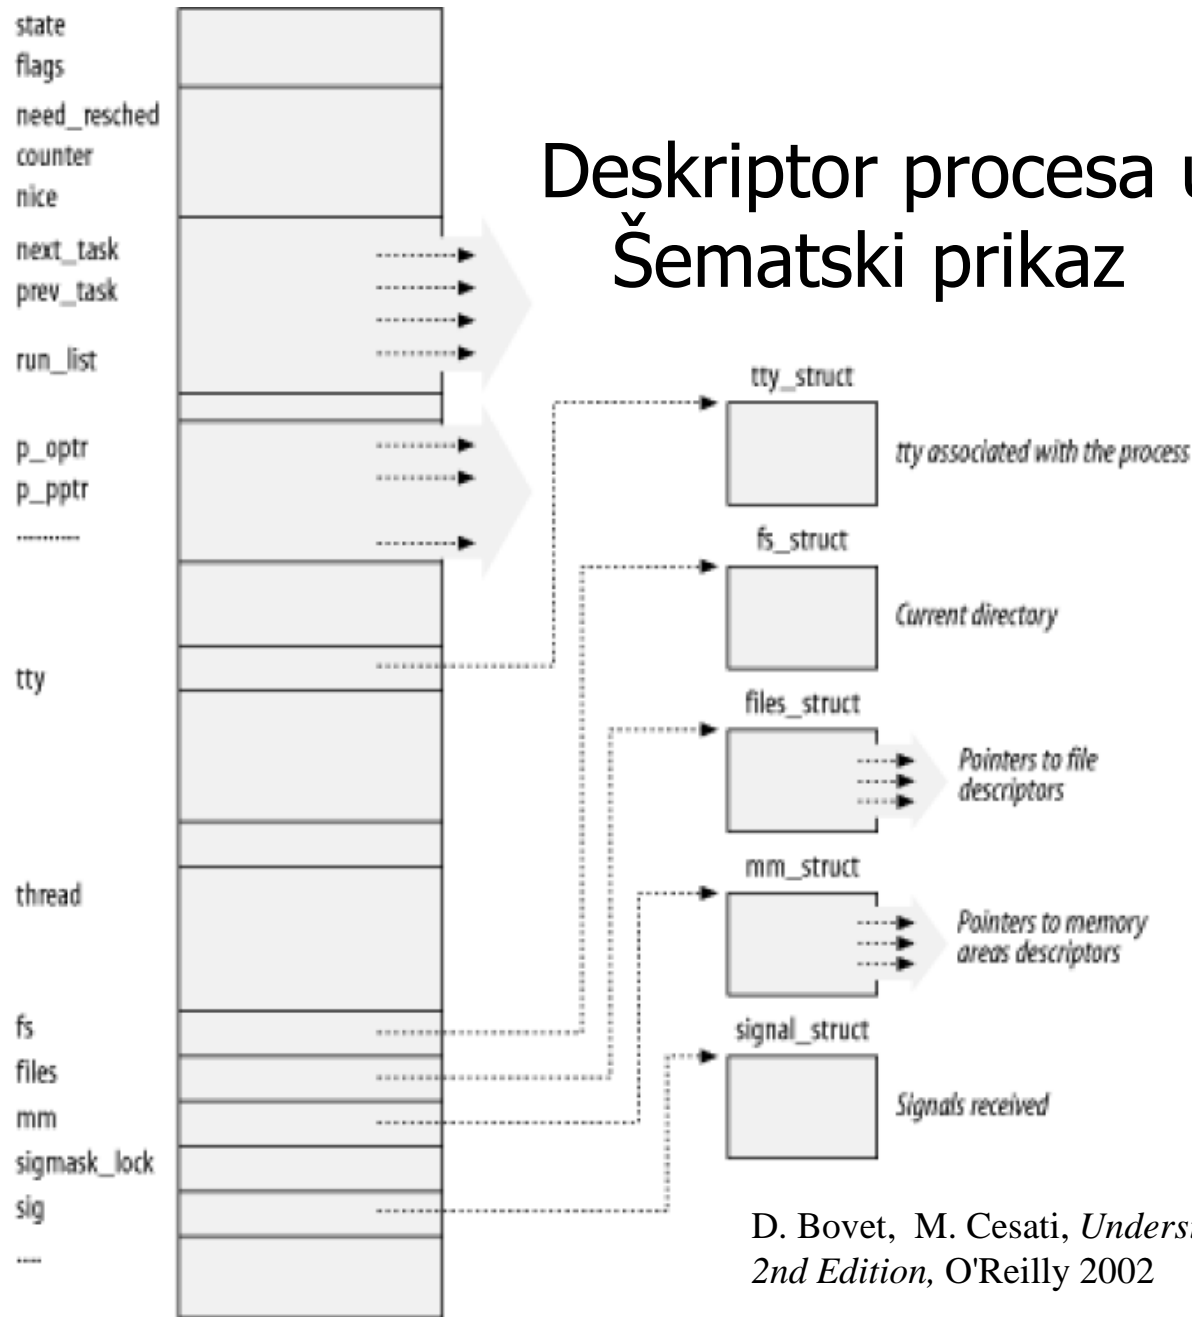 state
flags
need_resched
counter
nice
next_task
prev_task
run_list
p_optr
p_pptr
...........
tty
thread
fs
files
mm
sigmask_lock
sig
....
Deskriptor procesa u
Šematski prikaz
tty_struct
tty associated with the process
fs_struct
Current directory
files_struct
Pointers to file
descriptors
mm_struct
Pointers to memory
areas descriptors
signal_struct
Signals received
D. Bovet, M. Cesati,
2nd Edition, O'Reilly 2002